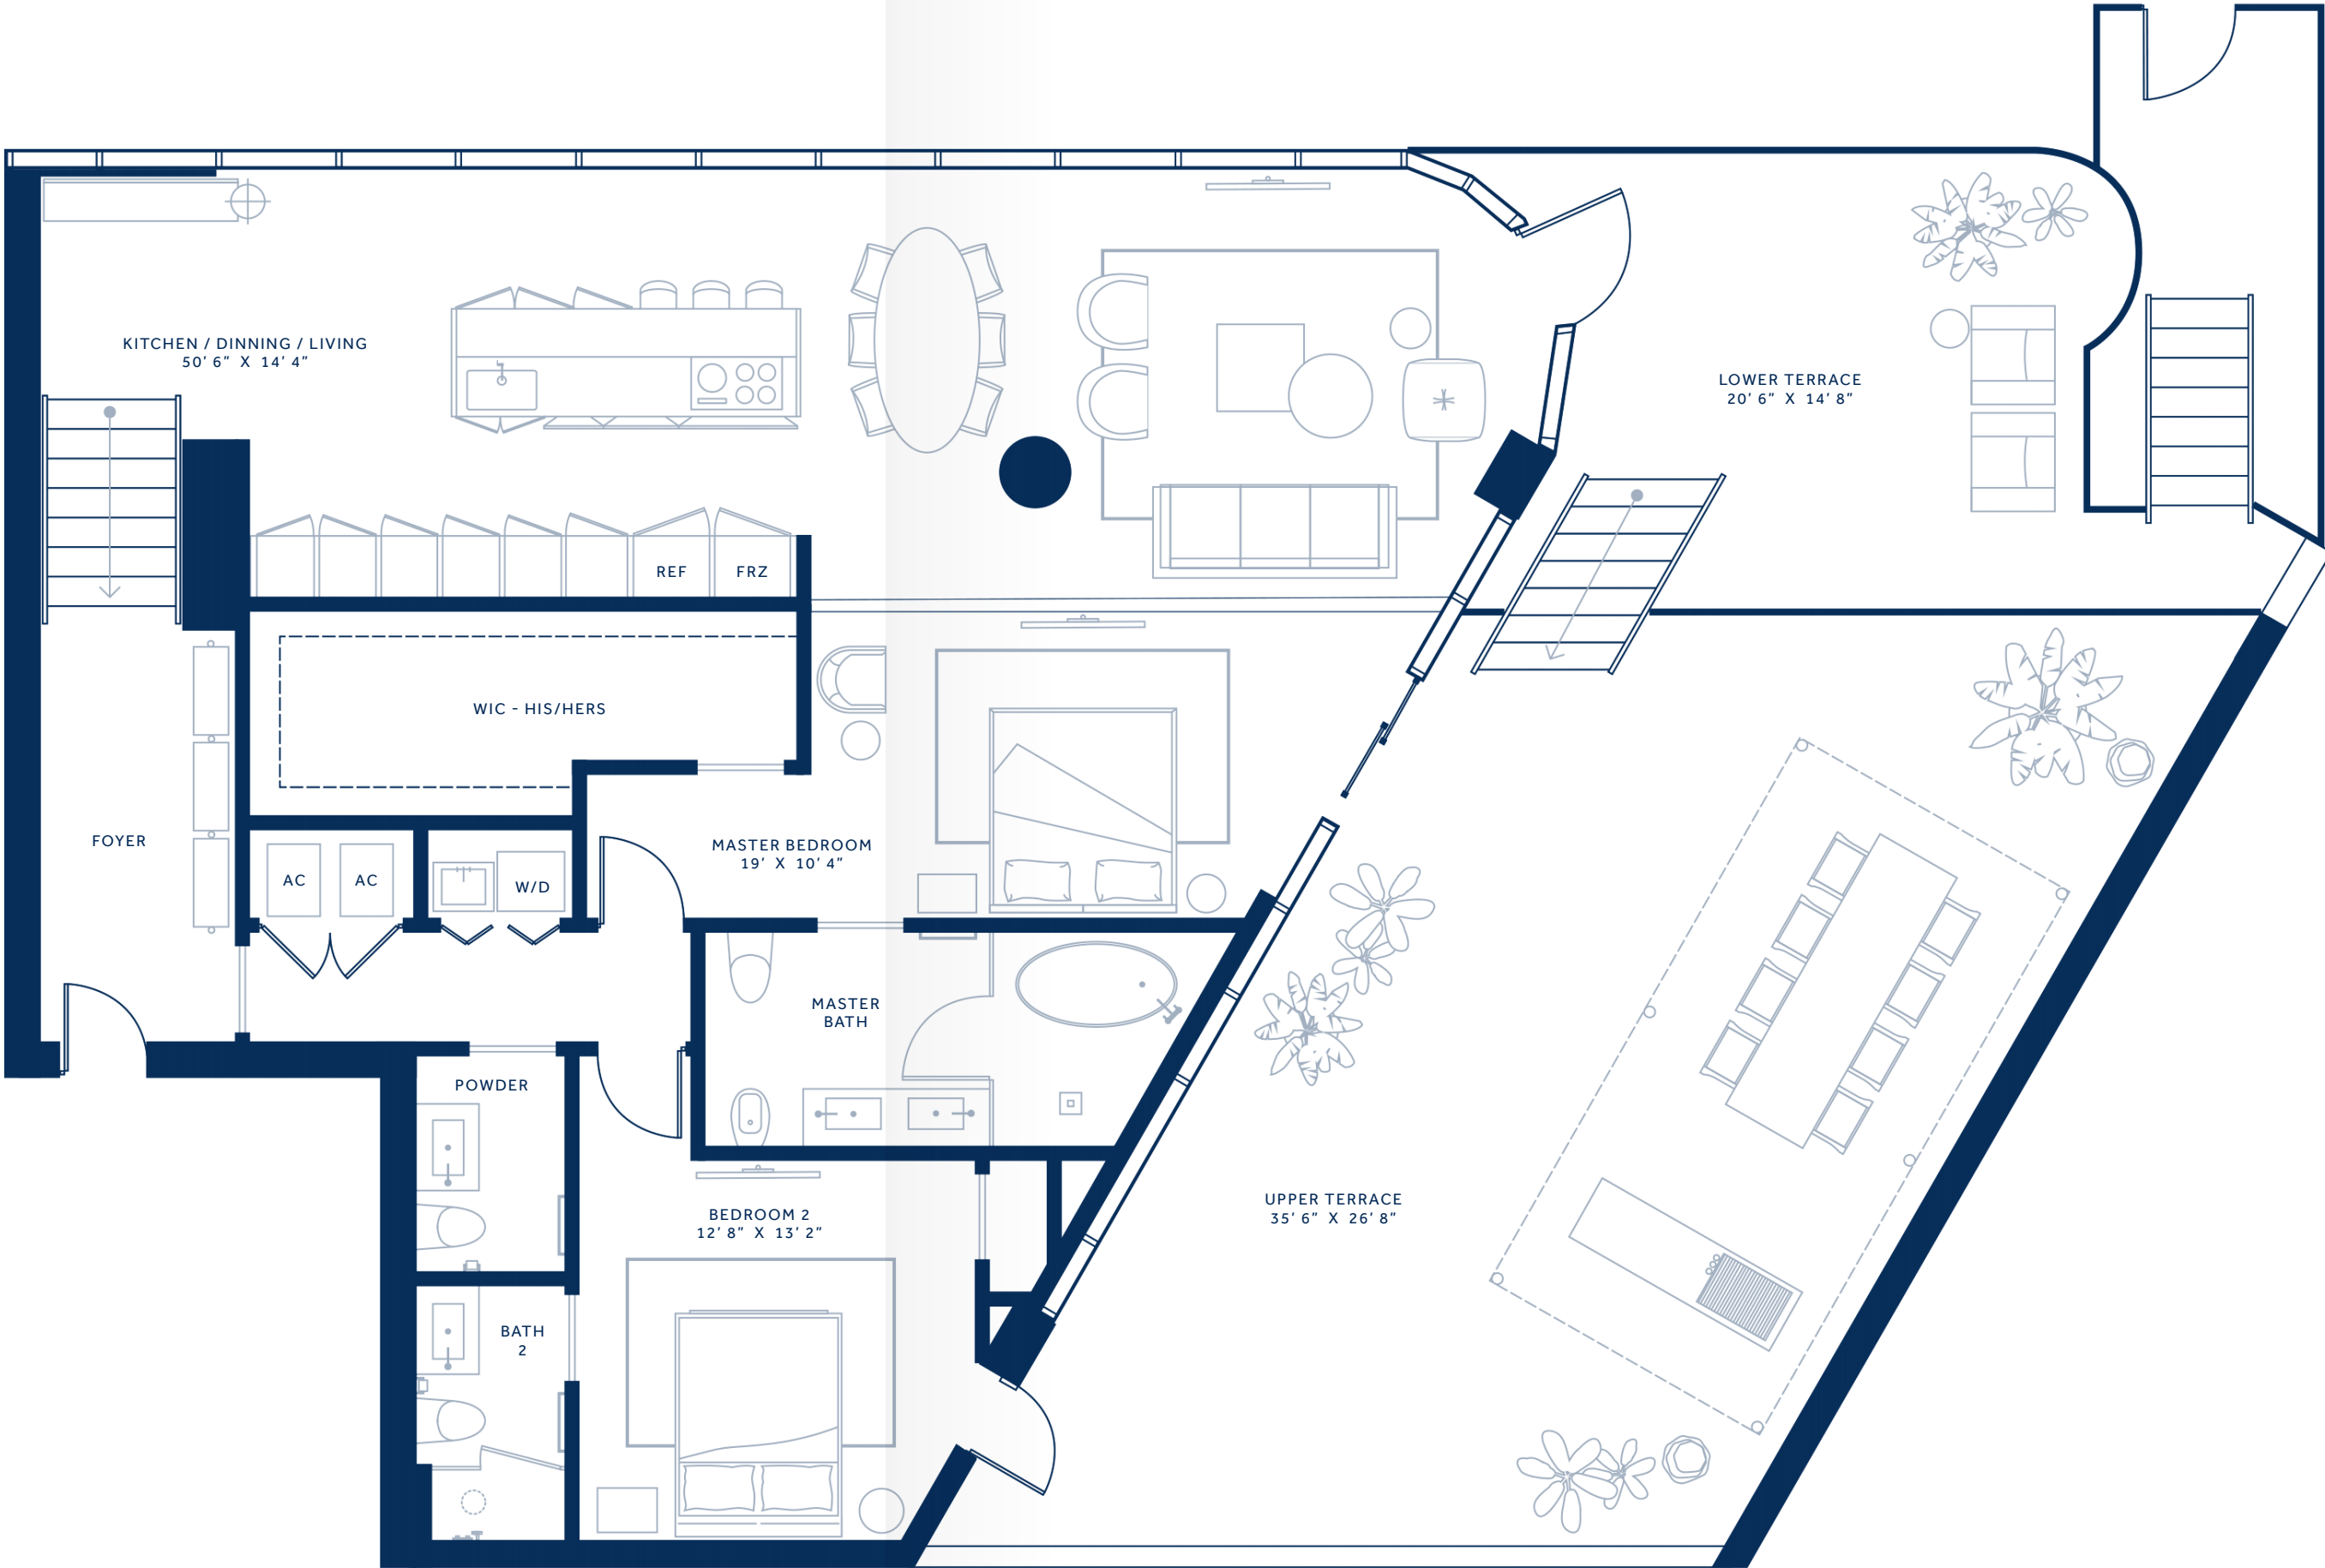 KITCHEN / DINNING / LIVING
50' 6" X 14' 4"
LOWER TERRACE
20' 6" X 14' 8"
REF
FRZ
WIC - HIS/HERS
FOYER
MASTER BEDROOM
19' X 10' 4"
AC
AC
W/D
MASTER
BATH
POWDER
UPPER TERRACE
35' 6" X 26' 8"
BEDROOM 2
12' 8" X 13' 2"
BATH
2